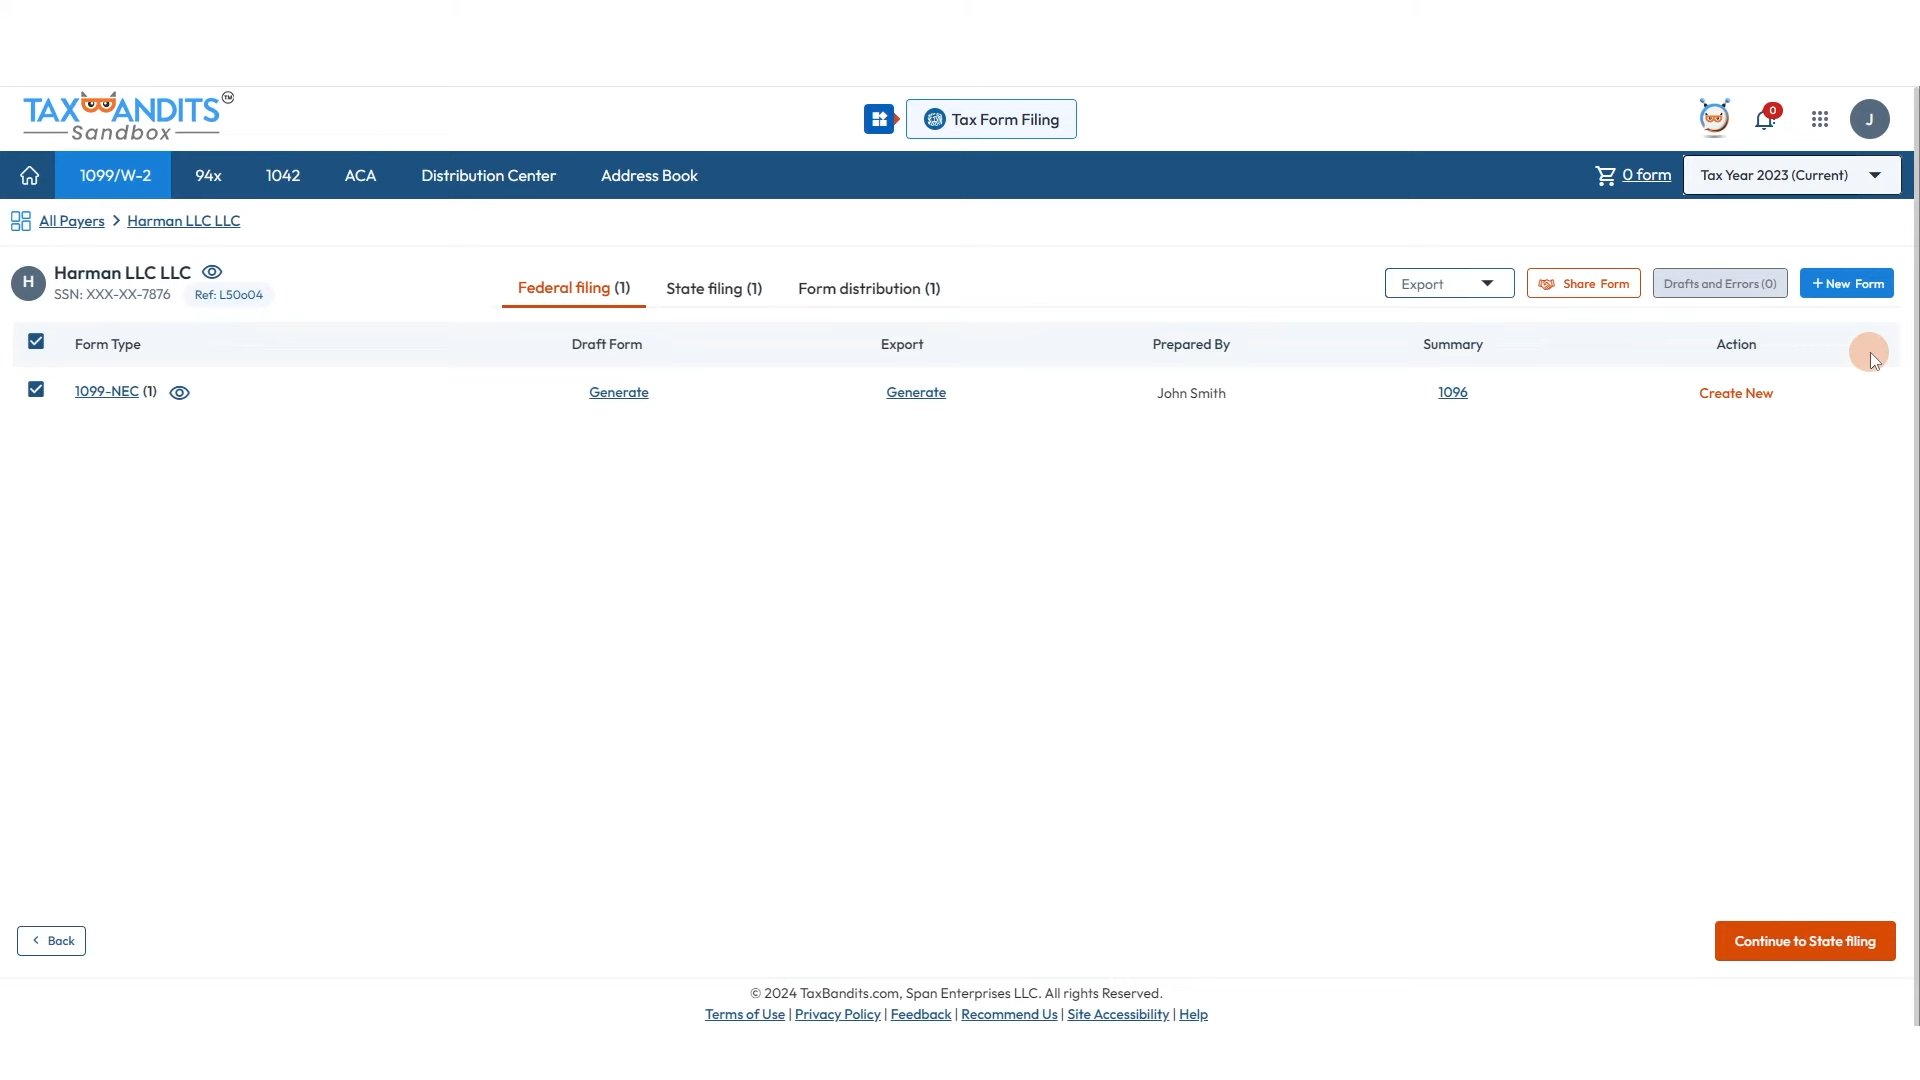 TAXBANDITS TM
Sandbox
Tax Form Filing
0
J
1099/W-2 94x 1042 ACA Distribution Center Address Book 0 form Tax Year 2023 (Current)
All Payers > Harman LLC LLC
H
Harman LLC LLC
SSN: XXX-XX-7876 Ref: L50o04
Federal filing (1) State filing (1) Form distribution (1)
Export Share Form Drafts and Errors (0) + New Form
Form Type Draft Form Export Prepared By Summary Action
1099-NEC (1) Generate Generate John Smith 1096 Create New
< Back Continue to State filing
© 2024 TaxBandits.com, Span Enterprises LLC. All rights Reserved.
Terms of Use | Privacy Policy | Feedback | Recommend Us | Site Accessibility | Help